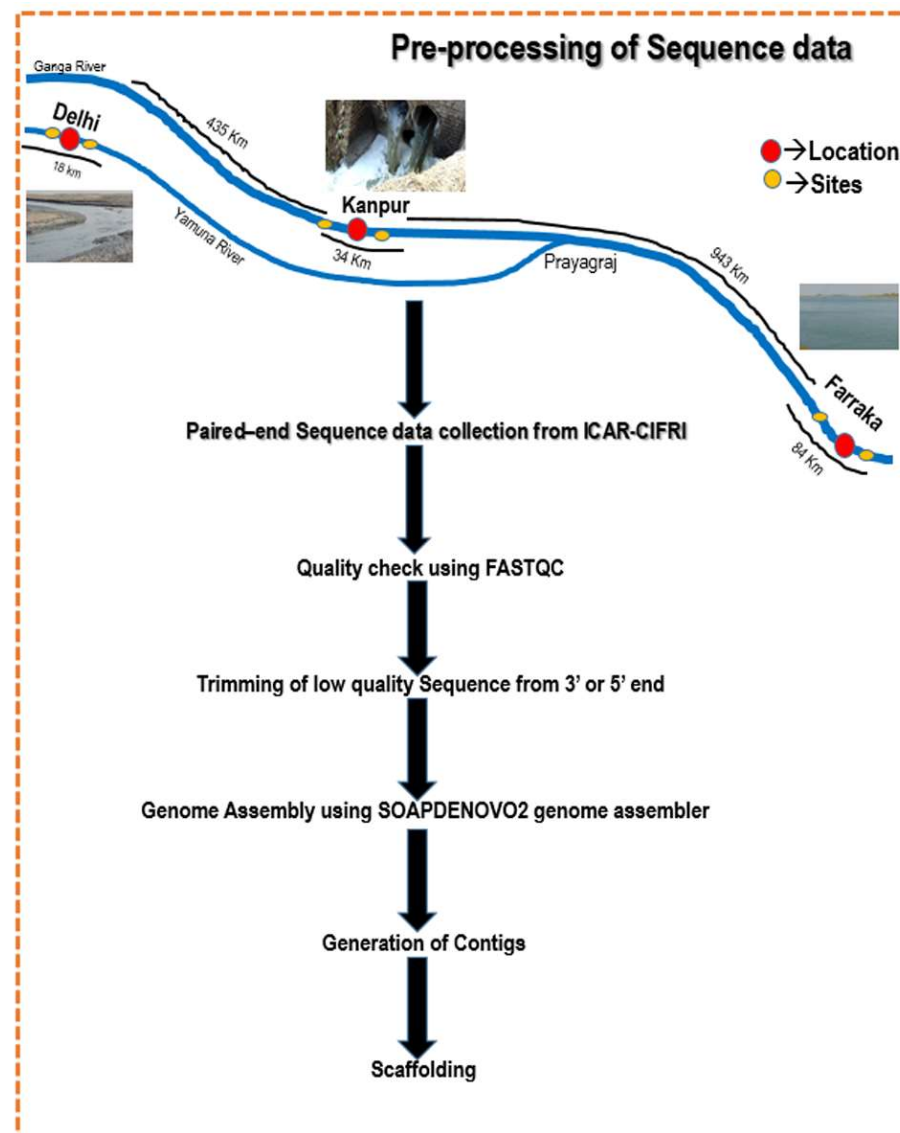 Pre-processing of Sequence data
Ganga River
Delhi
18 km
435 Km
Kanpur
34 Km
Yamuna River
Prayagraj
943 Km
Farraka
84 Km
→Location
→Sites
Paired–end Sequence data collection from ICAR-CIFRI
Quality check using FASTQC
Trimming of low quality Sequence from 3’ or 5’ end
Genome Assembly using SOAPDENOVO2 genome assembler
Generation of Contigs
Scaffolding